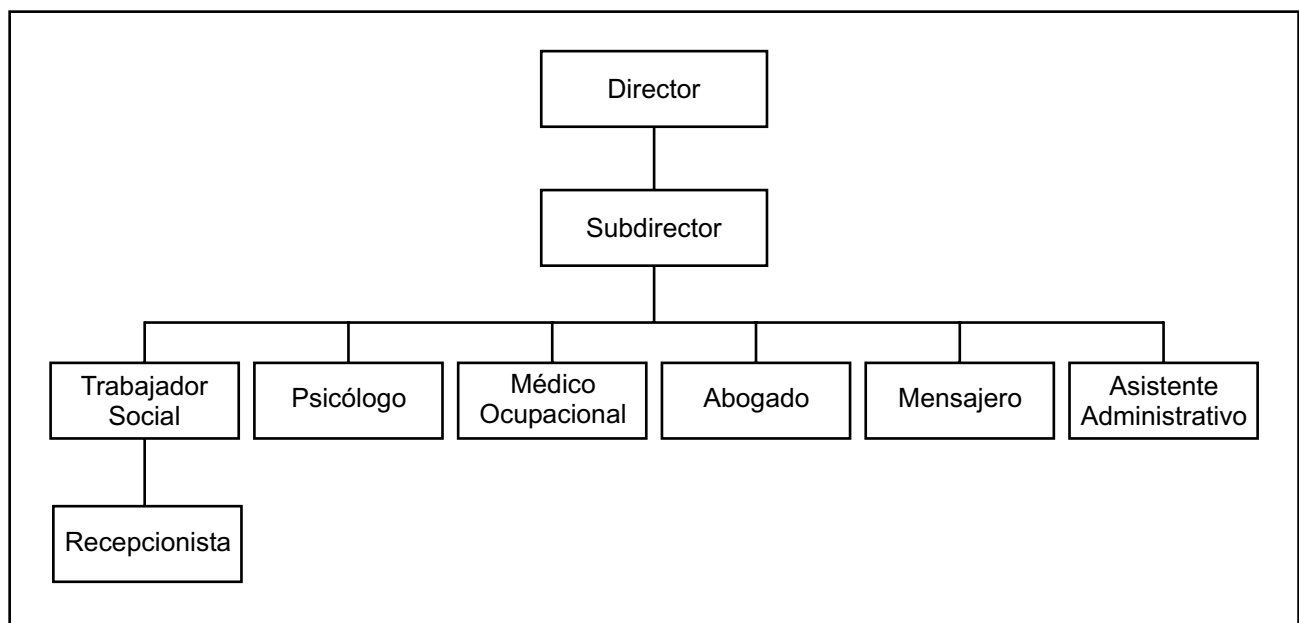 Director
Subdirector
Trabajador
Social
Psicólogo
Médico
Ocupacional
Abogado
Mensajero
Asistente
Administrativo
Recepcionista